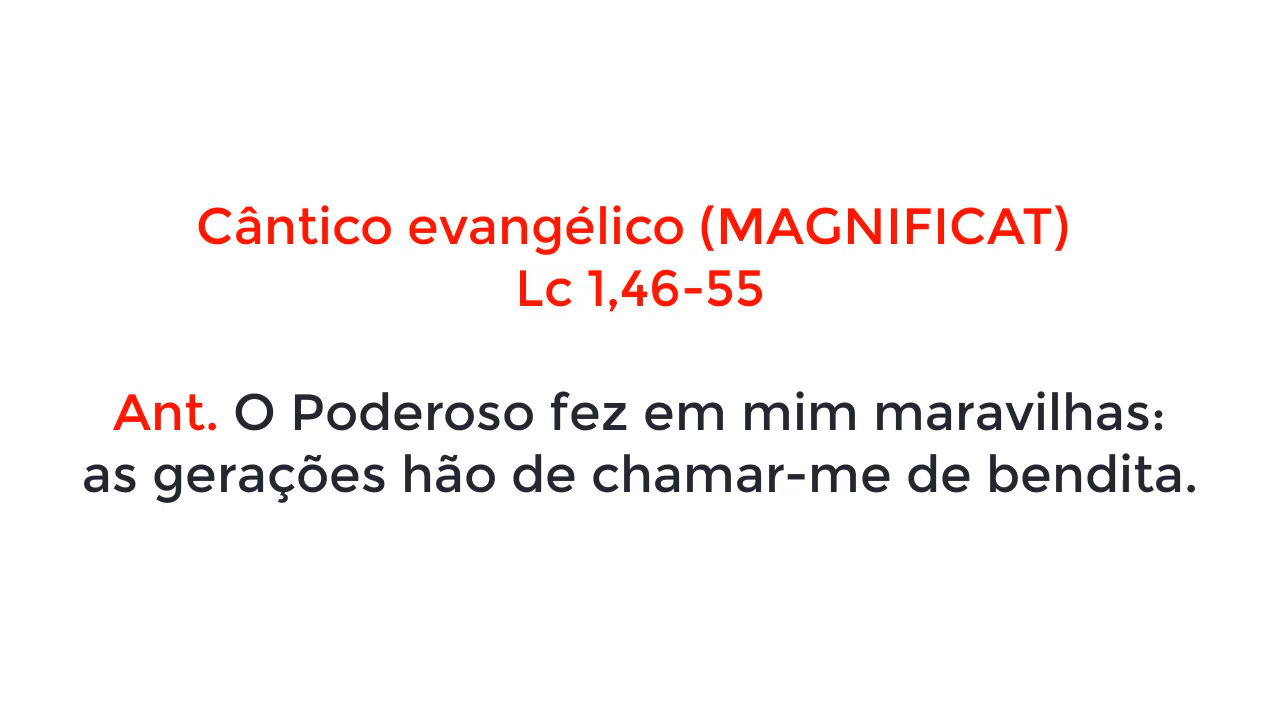 Cântico evangélico (MAGNIFICAT)
Lc 1,46-55
Ant. O Poderoso fez em mim maravilhas:
as gerações hão de chamar-me de bendita.